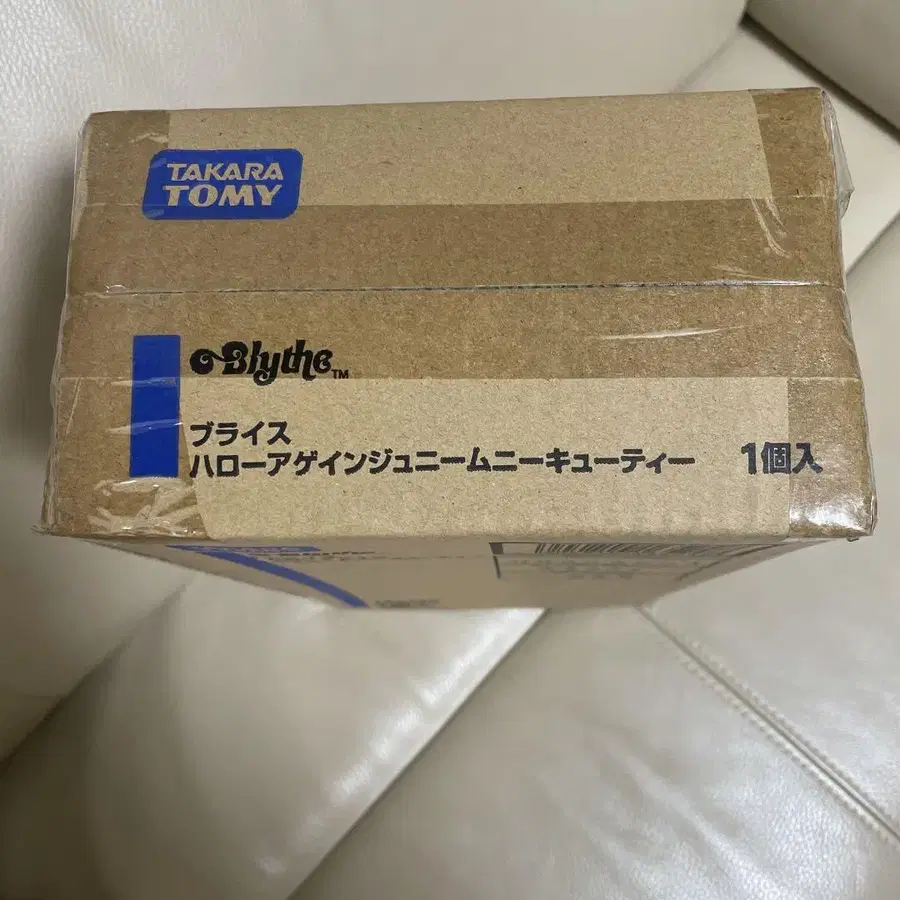 TAKARA
TOMY
Blythe™
ブライス
ハローアゲインジュニームニーキューティー 1個入